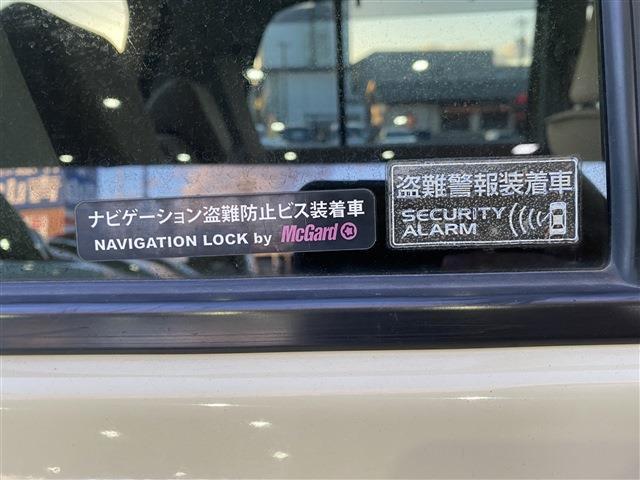 ナビゲーション盗難防止ビス装着車
NAVIGATION LOCK by McGard
盗難警報装着車
SECURITY
ALARM